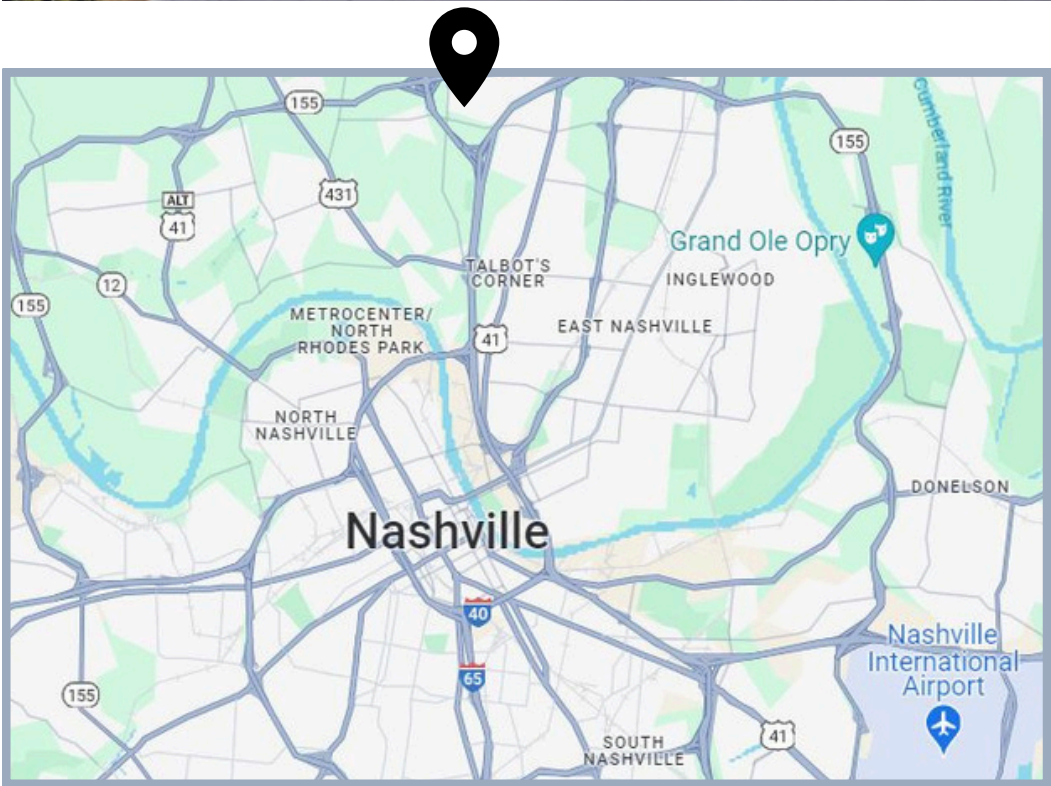 155
155
Cumberland River
431
ALT
41
Grand Ole Opry
TALBOT'S
CORNER
INGLEWOOD
12
155
METROCENTER/
NORTH
RHODES PARK
EAST NASHVILLE
41
NORTH
NASHVILLE
DONELSON
Nashville
40
Nashville
International
Airport
65
155
41
SOUTH
NASHVILLE